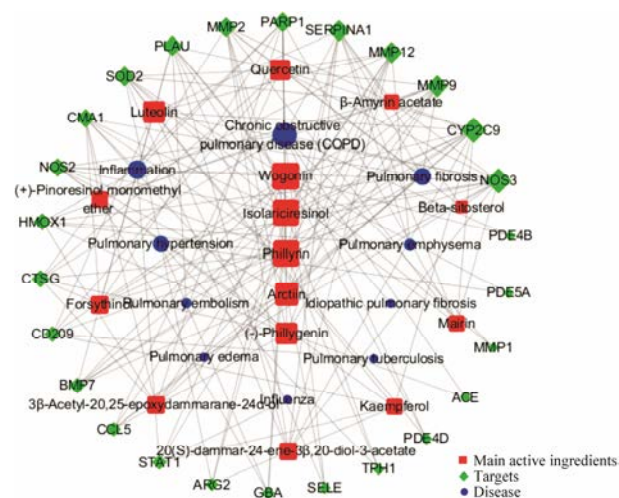 PARP1
MMP2
SERPINA1
PLAU
MMP12
Quercetin
SOD2
MMP9
β-Amyrin acetate
Luteolin
CMA1
Chronic obstructive
pulmonary disease (COPD)
CYP2C9
NOS2
Inflammation
Wogonin
Pulmonary fibrosis
NOS3
(+)-Pinoresinol monomethyl
ether
Beta-sitosterol
HMOX1
Isolariciresinol
PDE4B
Pulmonary hypertension
Phillyrin
Pulmonary emphysema
CTSG
Arctiin
PDE5A
Forsythinol
Pulmonary embolism
Idiopathic pulmonary fibrosis
CD209
(-)-Phillygenin
Mairin
MMP1
Pulmonary edema
Pulmonary tuberculosis
BMP7
ACE
3β-Acetyl-20,25-epoxydammarane-24α-ol
Influenza
Kaempferol
CCL5
PDE4D
20(S)-dammar-24-ene-3β,20-diol-3-acetate
STAT1
TPH1
ARG2
SELE
GBA
Main active ingredients
Targets
Disease